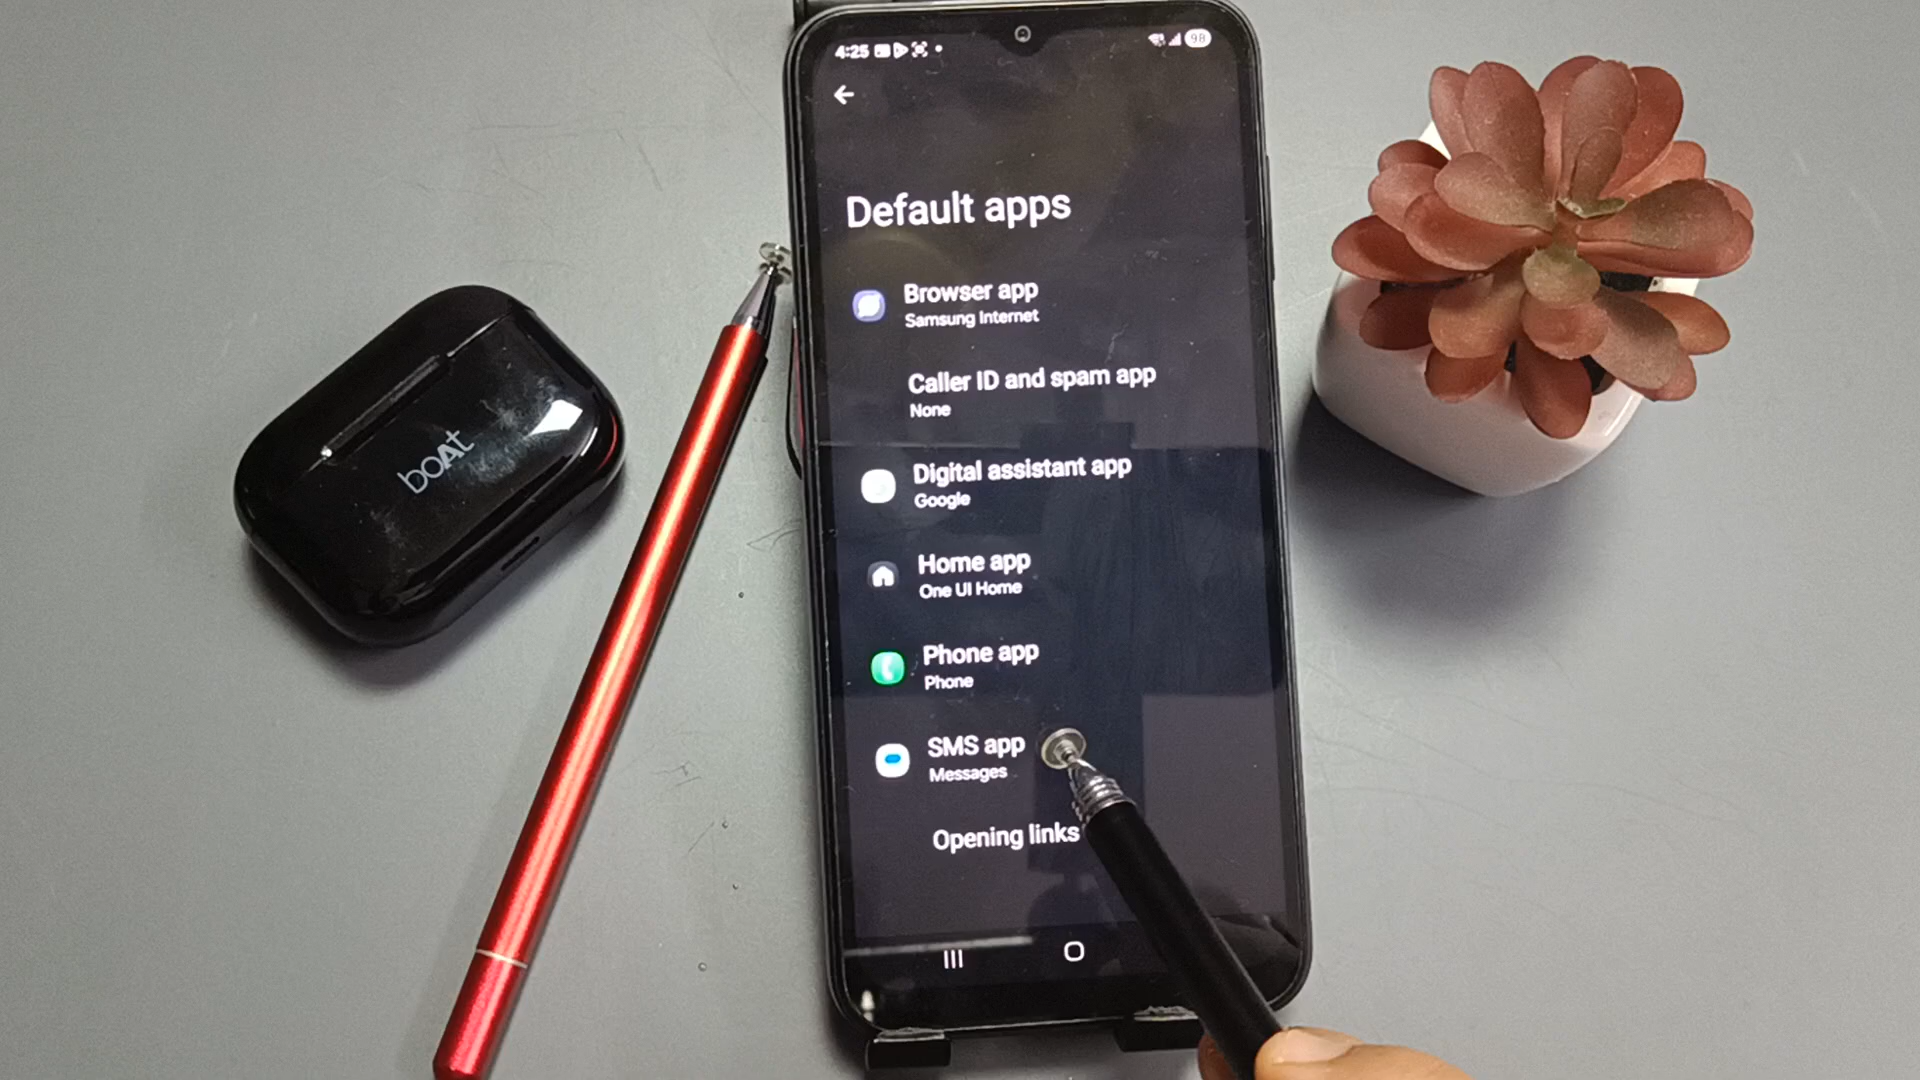 4:25
98
Default apps
Browser app
Samsung Internet
Caller ID and spam app
None
Digital assistant app
Google
Home app
One UI Home
Phone app
Phone
SMS app
Messages
Opening links
boAt